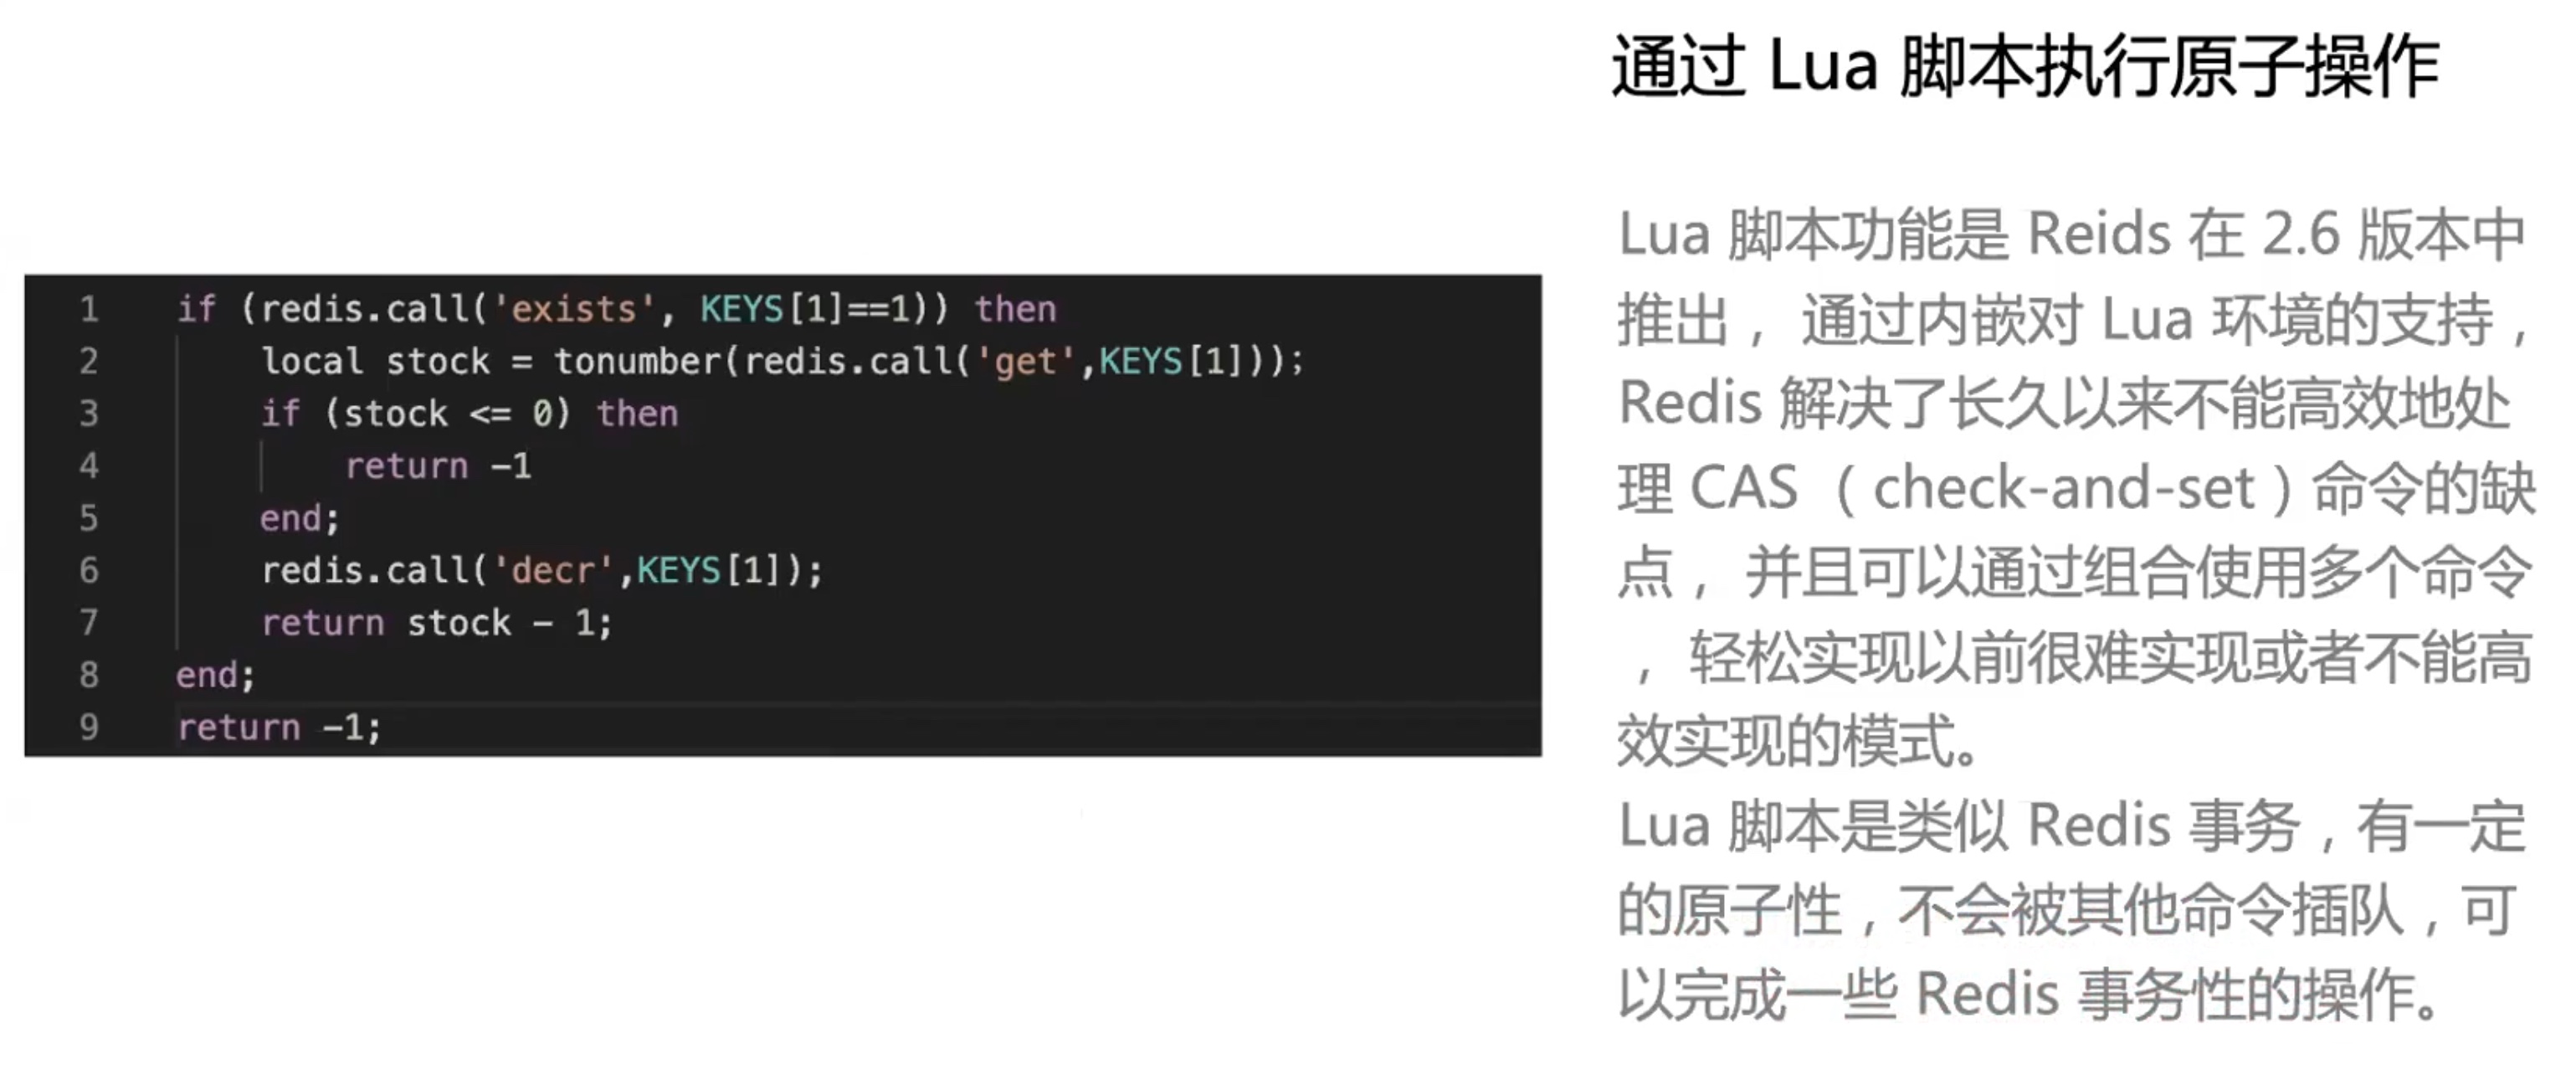 通过 Lua 脚本执行原子操作
1 if (redis.call('exists', KEYS[1]==1)) then
2 local stock = tonumber(redis.call('get',KEYS[1]));
3 if (stock <= 0) then
4 return -1
5 end;
6 redis.call('decr',KEYS[1]);
7 return stock - 1;
8 end;
9 return -1;
Lua 脚本功能是 Reids 在 2.6 版本中
推出， 通过内嵌对 Lua 环境的支持，
Redis 解决了长久以来不能高效地处
理 CAS （check-and-set）命令的缺
点， 并且可以通过组合使用多个命令
， 轻松实现以前很难实现或者不能高
效实现的模式。
Lua 脚本是类似 Redis 事务，有一定
的原子性，不会被其他命令插队，可
以完成一些 Redis 事务性的操作。